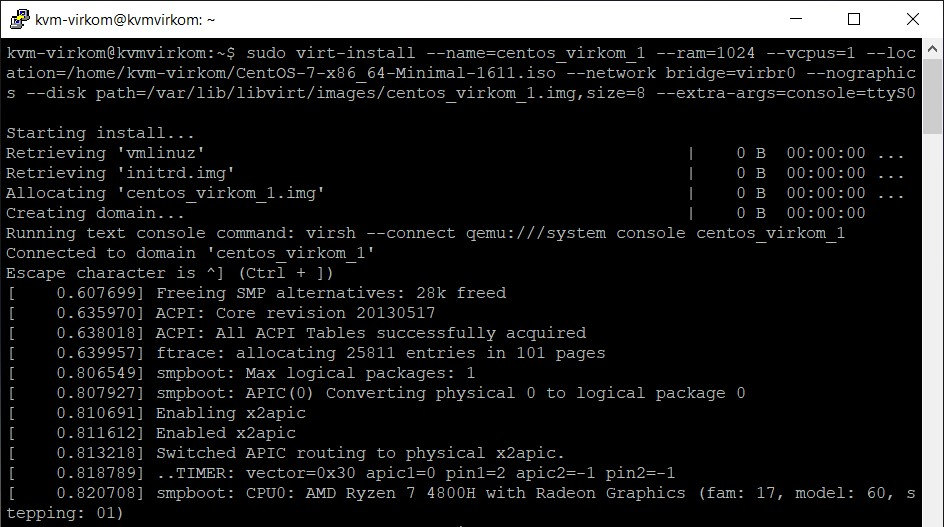 kvm-virkom@kvmvirkom: ~
kvm-virkom@kvmvirkom:~$ sudo virt-install --name=centos_virkom_1 --ram=1024 --vcpus=1 --loc
ation=/home/kvm-virkom/CentOS-7-x86_64-Minimal-1611.iso --network bridge=virbr0 --nographic
s --disk path=/var/lib/libvirt/images/centos_virkom_1.img,size=8 --extra-args=console=ttyS0
Starting install...
Retrieving 'vmlinuz' | 0 B 00:00:00 ...
Retrieving 'initrd.img' | 0 B 00:00:00 ...
Allocating 'centos_virkom_1.img' | 0 B 00:00:00 ...
Creating domain... | 0 B 00:00:00
Running text console command: virsh --connect qemu:///system console centos_virkom_1
Connected to domain 'centos_virkom_1'
Escape character is ^] (Ctrl + ])
[    0.607699] Freeing SMP alternatives: 28k freed
[    0.635970] ACPI: Core revision 20130517
[    0.638018] ACPI: All ACPI Tables successfully acquired
[    0.639957] ftrace: allocating 25811 entries in 101 pages
[    0.806549] smpboot: Max logical packages: 1
[    0.807927] smpboot: APIC(0) Converting physical 0 to logical package 0
[    0.810691] Enabling x2apic
[    0.811612] Enabled x2apic
[    0.813218] Switched APIC routing to physical x2apic.
[    0.818789] ..TIMER: vector=0x30 apic1=0 pin1=2 apic2=-1 pin2=-1
[    0.820708] smpboot: CPU0: AMD Ryzen 7 4800H with Radeon Graphics (fam: 17, model: 60, s
tepping: 01)